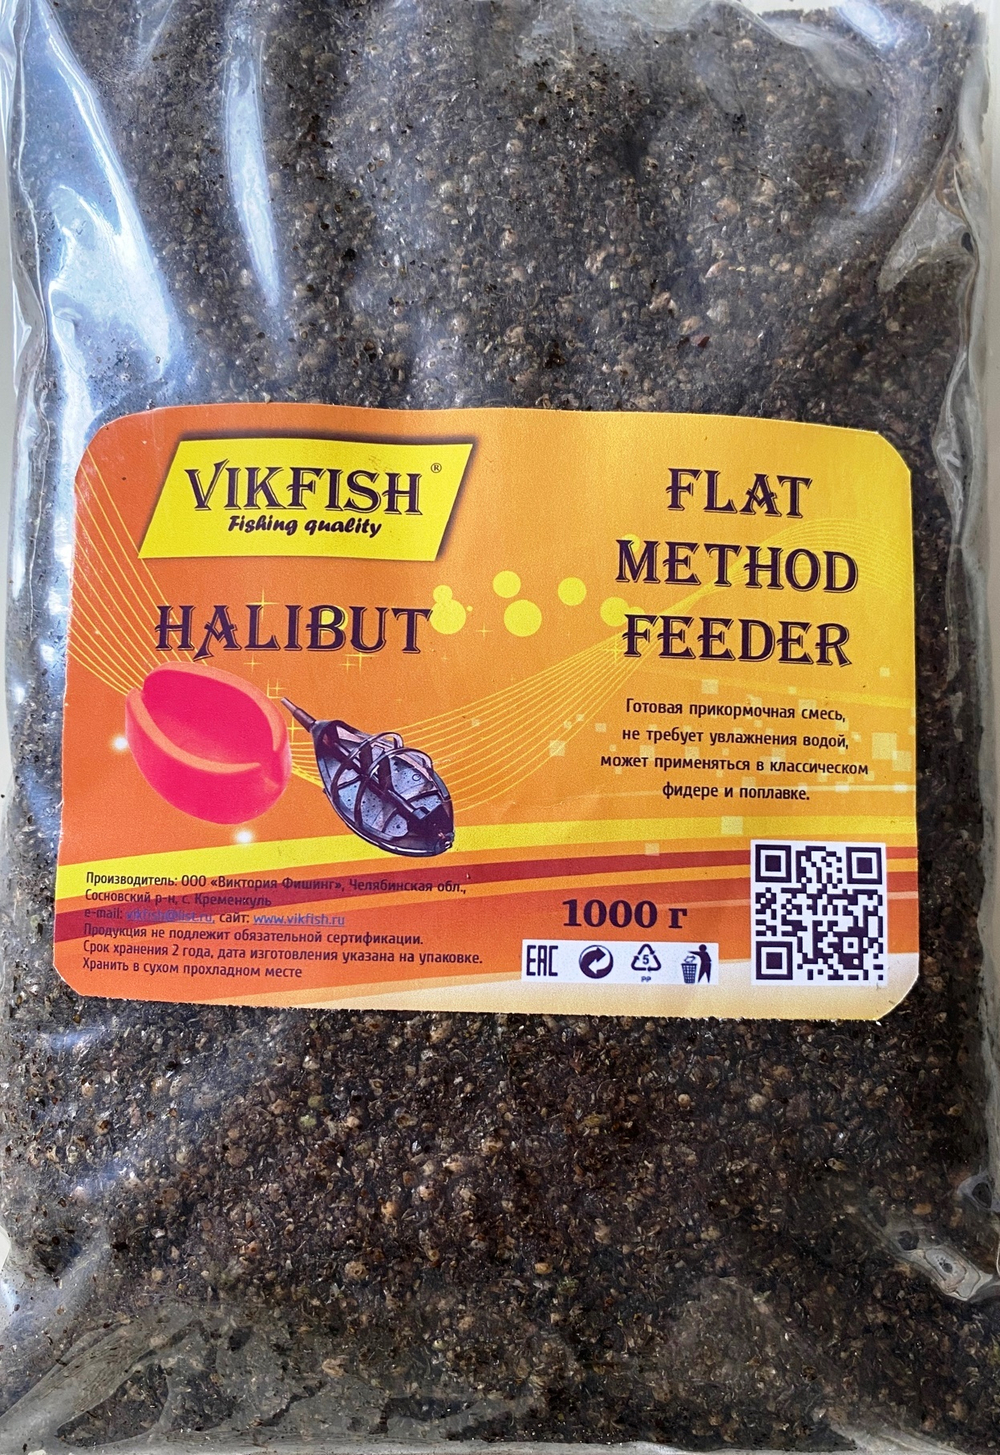 VIKFISH®
Fishing quality
HALIBUT
FLAT
METHOD
FEEDER
Готовая прикормочная смесь,
не требует увлажнения водой,
может применяться в классическом
фидере и поплавке.
Производитель: ООО «Виктория Фишинг», Челябинская обл.,
Сосновский р-н, с. Кременкуль
e-mail: vikfish@list.ru, сайт: www.vikfish.ru
Продукция не подлежит обязательной сертификации.
Срок хранения 2 года, дата изготовления указана на упаковке.
Хранить в сухом прохладном месте
1000 г
EAC
5
PP